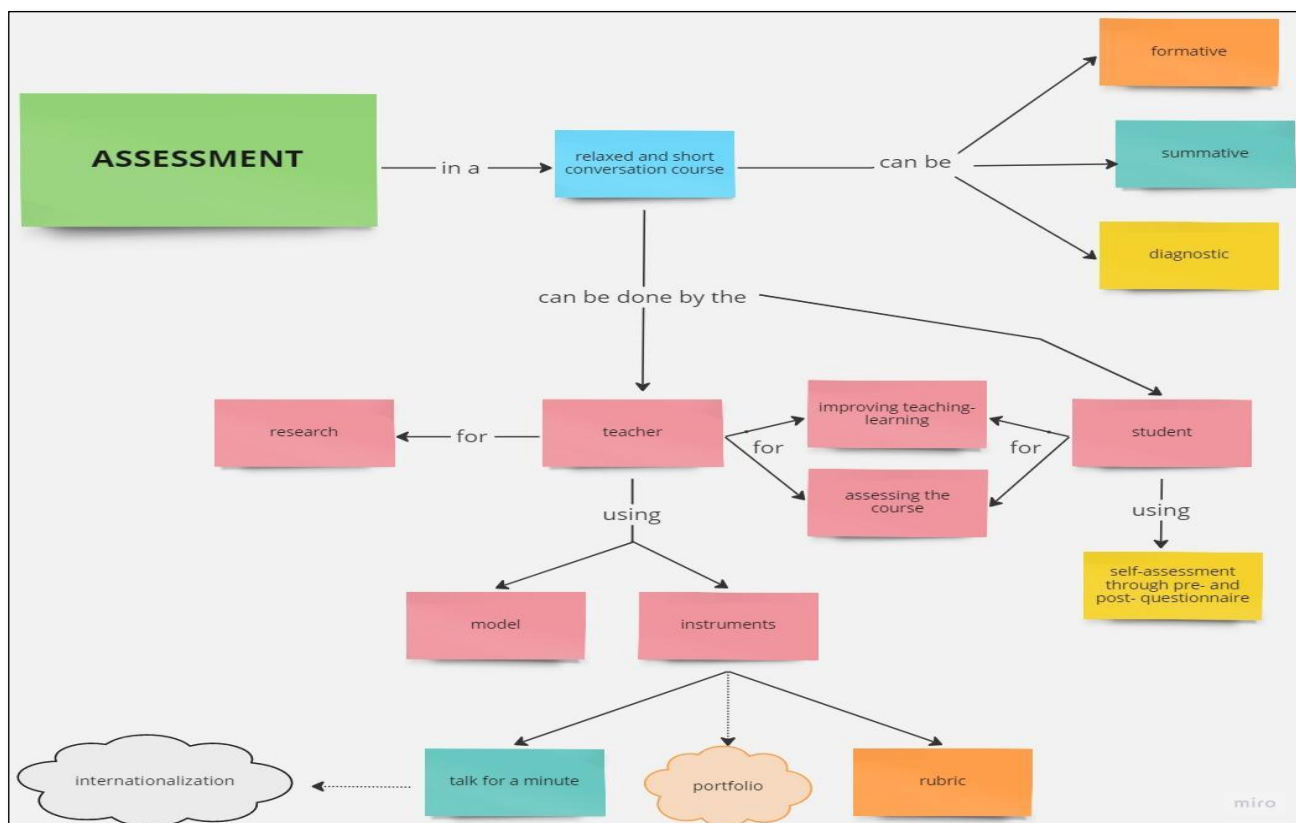 formative
ASSESSMENT
in a
relaxed and short
conversation course
can be
summative
diagnostic
can be done by the
research
for
teacher
for
improving teaching-
learning
assessing the
course
for
student
using
using
self-assessment
through pre- and
post- questionnaire
model
instruments
internationalization
talk for a minute
portfolio
rubric
miro